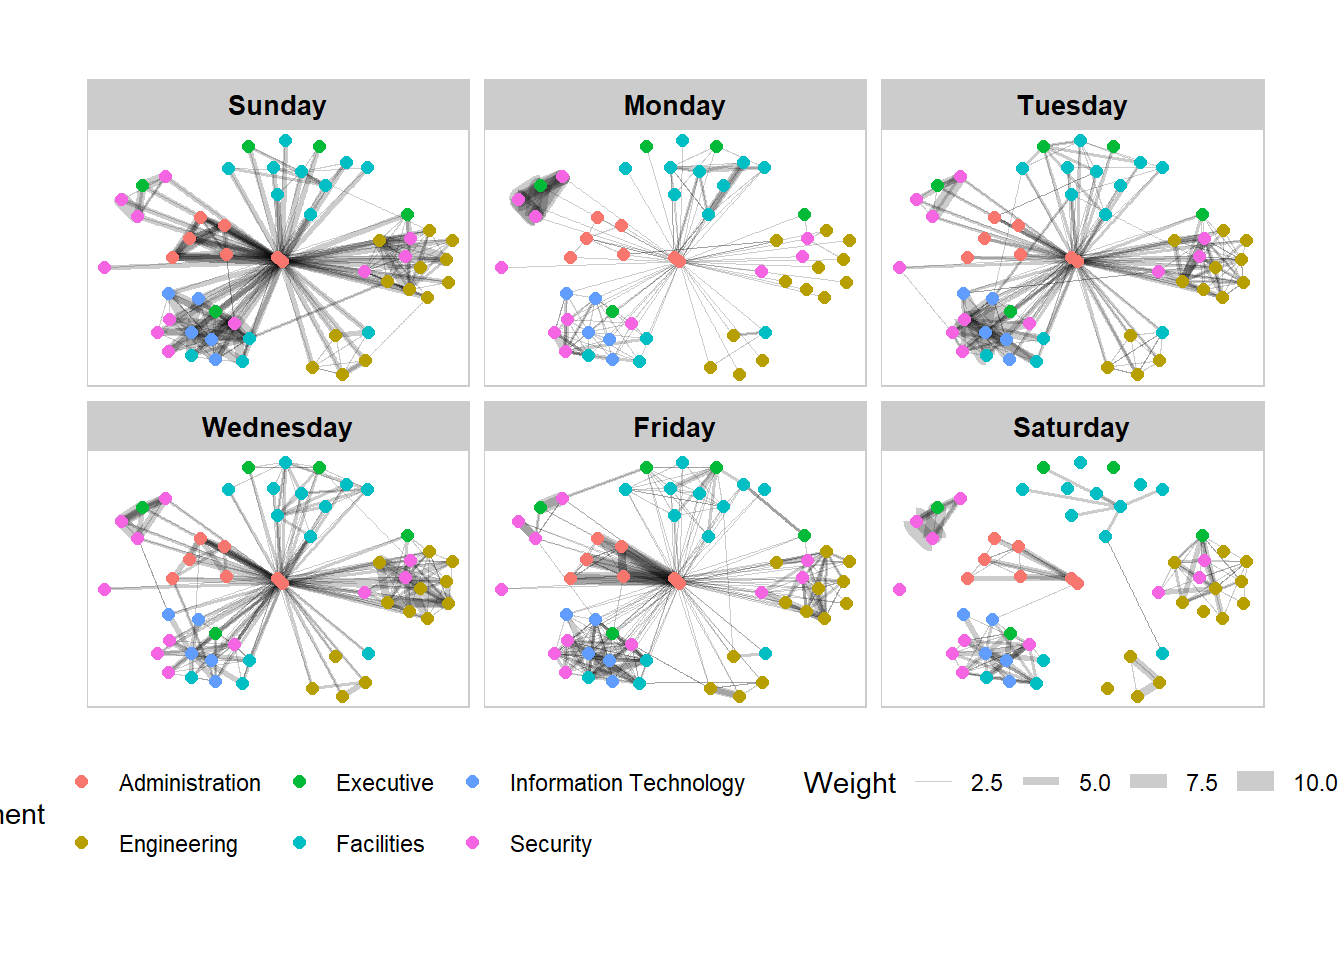 Sunday
Monday
Tuesday
Wednesday
Friday
Saturday
Administration
Executive
Information Technology
Weight
2.5
5.0
7.5
10.0
Engineering
Facilities
Security